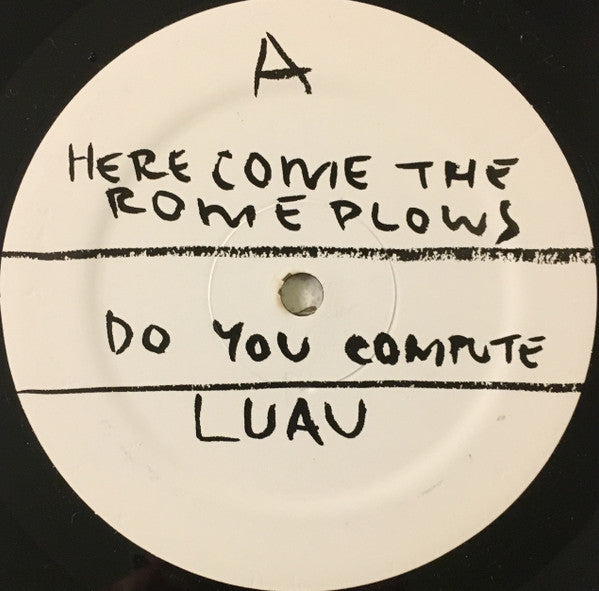 A
HERE COME THE
ROME PLOWS
DO YOU COMPUTE
LUAU